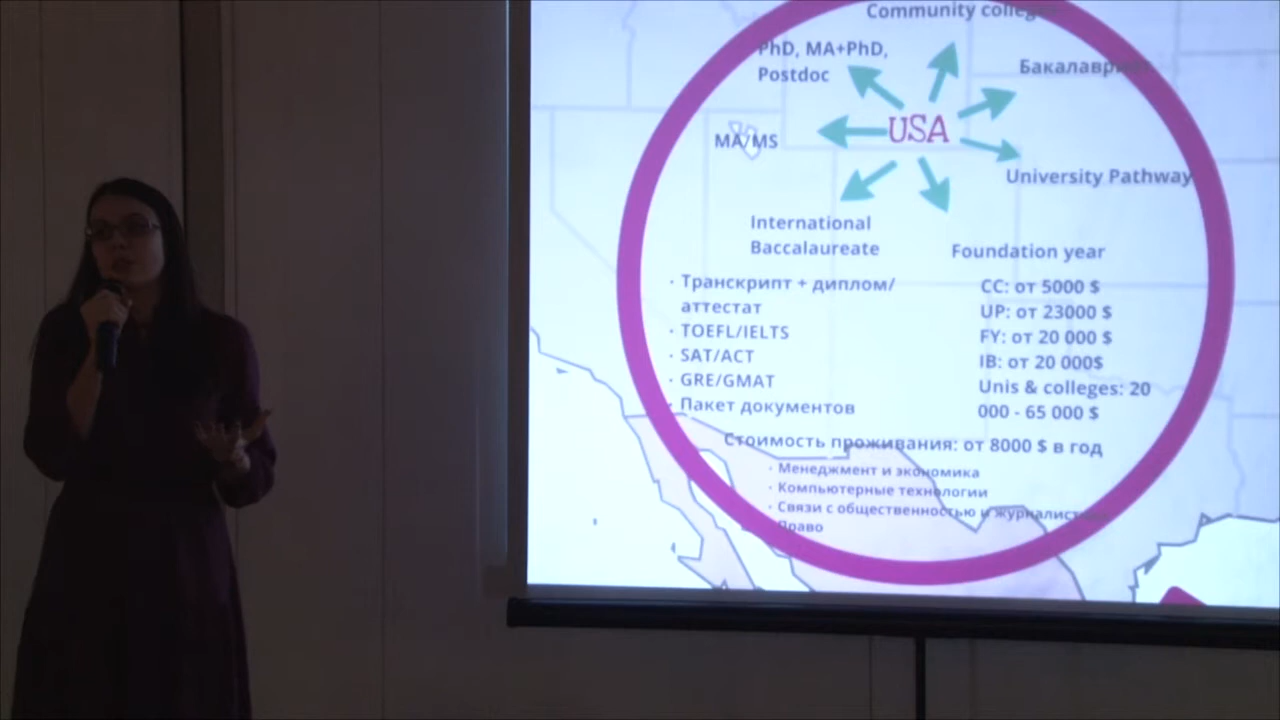 Community colleges
PhD, MA+PhD,
Postdoc
Бакалавриат
USA
MA/MS
University Pathway
International
Baccalaureate
Foundation year
· Транскрипт + диплом/
аттестат
· TOEFL/IELTS
· SAT/ACT
· GRE/GMAT
· Пакет документов
CC: от 5000 $
UP: от 23000 $
FY: от 20 000 $
IB: от 20 000$
Unis & colleges: 20
000 - 65 000 $
Стоимость проживания: от 8000 $ в год
· Менеджмент и экономика
· Компьютерные технологии
· Связи с общественностью и журналистика
· Право